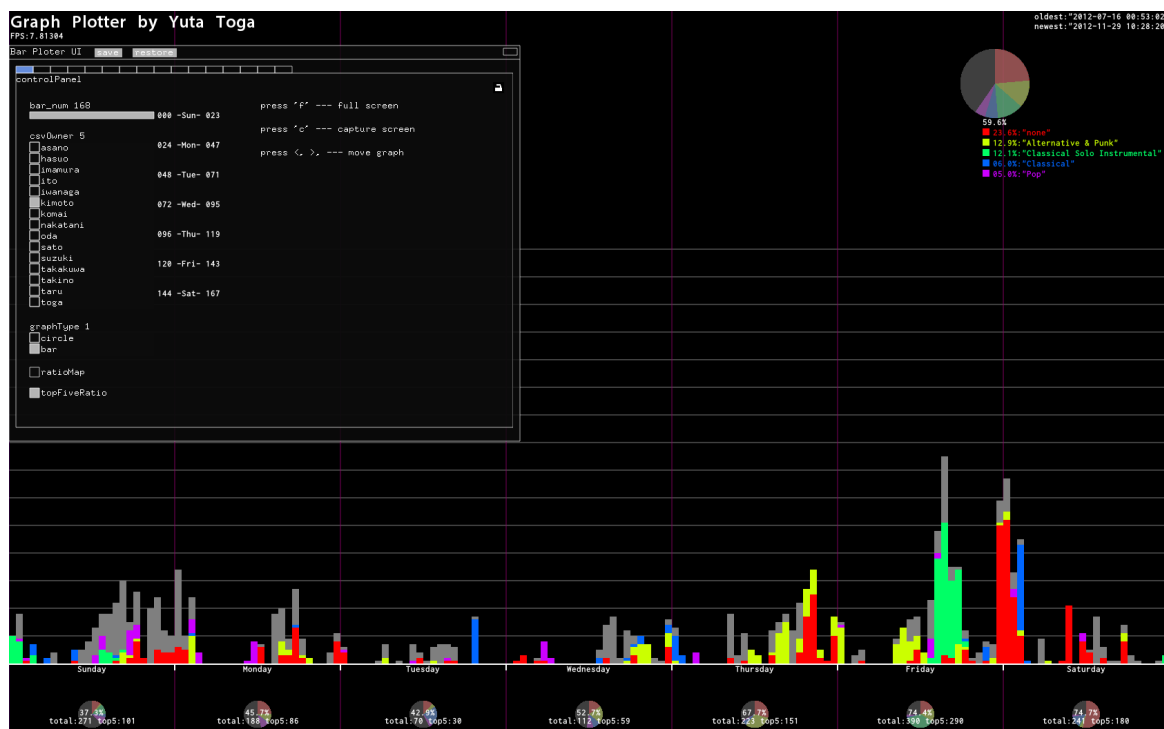 Graph Plotter by Yuta Toga
FPS:7.81304
oldest:"2012-07-16 00:53:02
newest:"2012-11-29 10:28:20
Bar Ploter UI save restore
controlPanel
bar_num 168
000 -Sun- 023
024 -Mon- 047
048 -Tue- 071
072 -Wed- 095
096 -Thu- 119
120 -Fri- 143
144 -Sat- 167
press 'f' --- full screen
press 'c' --- capture screen
press <, >, --- move graph
csvOwner 5
asano
hasuo
imamura
ito
iwanaga
kimoto
komai
nakatani
oda
sato
suzuki
takakuwa
takino
taru
toga
graphType 1
circle
bar
ratioMap
topFiveRatio
59.6%
23.6%:"none"
12.9%:"Alternative & Punk"
12.1%:"Classical Solo Instrumental"
06.0%:"Classical"
05.0%:"Pop"
Sunday Monday Tuesday Wednesday Thursday Friday Saturday
37.3% 45.7% 42.9% 52.7% 67.7% 74.4% 74.7%
total:271 top5:101 total:188 top5:86 total:70 top5:30 total:112 top5:59 total:223 top5:151 total:390 top5:290 total:241 top5:180